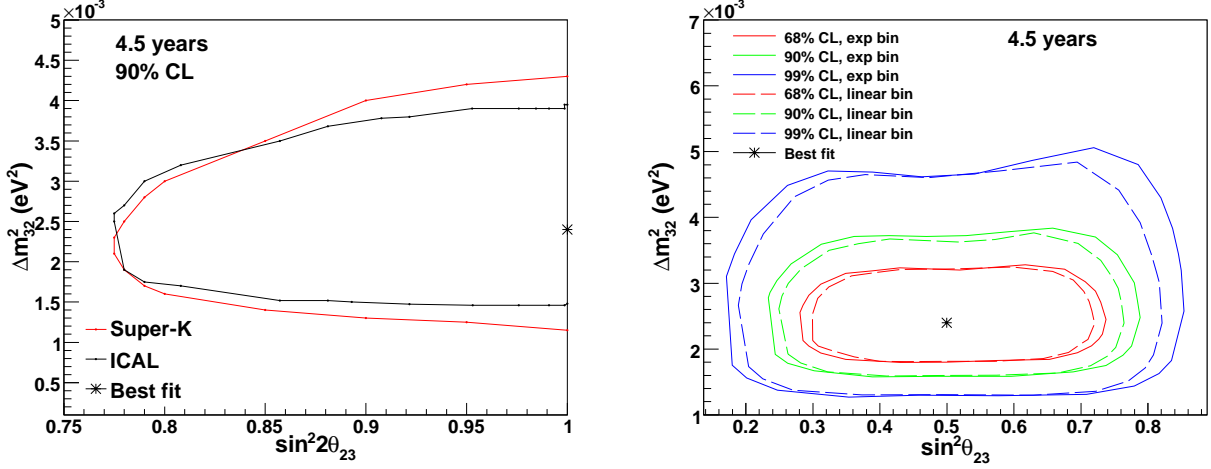 ×10⁻³
5
4.5
4
3.5
3
2.5
2
1.5
1
0.5
Δm²₃₂ (eV²)
4.5 years
90% CL
Super-K
ICAL
Best fit
0.75 0.8 0.85 0.9 0.95 1
sin²2θ₂₃
×10⁻³
7
6
5
4
3
2
1
Δm²₃₂ (eV²)
4.5 years
68% CL, exp bin
90% CL, exp bin
99% CL, exp bin
68% CL, linear bin
90% CL, linear bin
99% CL, linear bin
Best fit
0.2 0.3 0.4 0.5 0.6 0.7 0.8
sin²θ₂₃